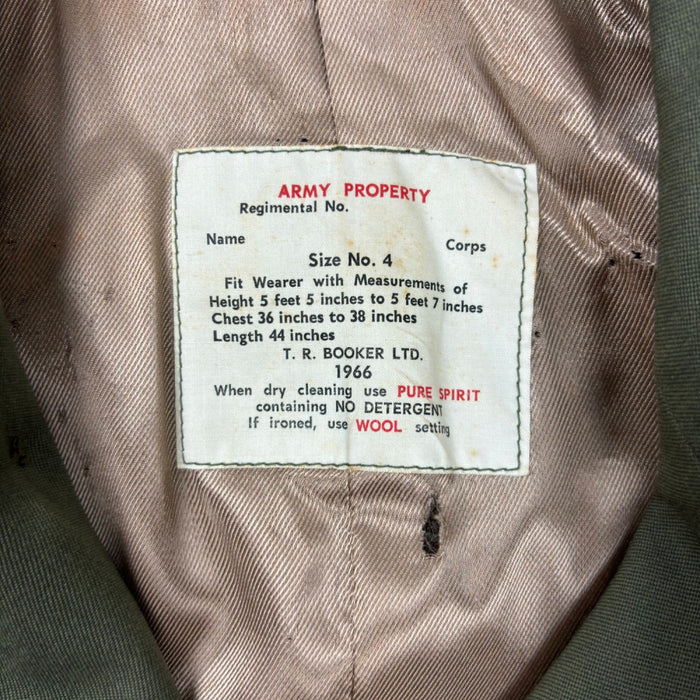 ARMY PROPERTY
Regimental No.
Name Corps
Size No. 4
Fit Wearer with Measurements of
Height 5 feet 5 inches to 5 feet 7 inches
Chest 36 inches to 38 inches
Length 44 inches
T. R. BOOKER LTD.
1966
When dry cleaning use PURE SPIRIT
containing NO DETERGENT
If ironed, use WOOL setting